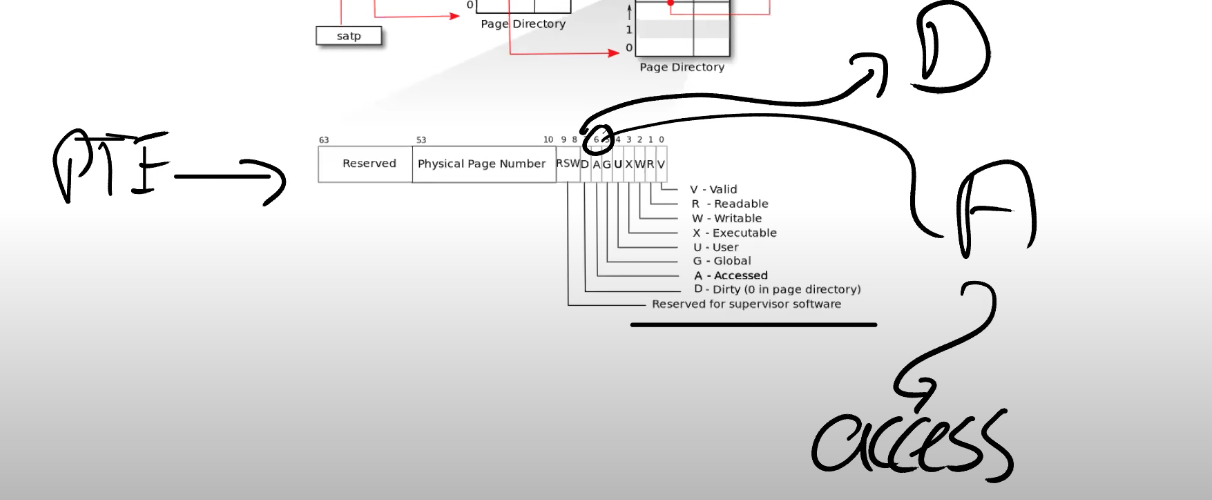 0
Page Directory
satp
1
0
Page Directory
D
PTE
63 53 10 9 8 6 4 3 2 1 0
Reserved Physical Page Number RSW D A G U X W R V
V - Valid
R - Readable
W - Writable
X - Executable
U - User
G - Global
A - Accessed
D - Dirty (0 in page directory)
Reserved for supervisor software
A
access